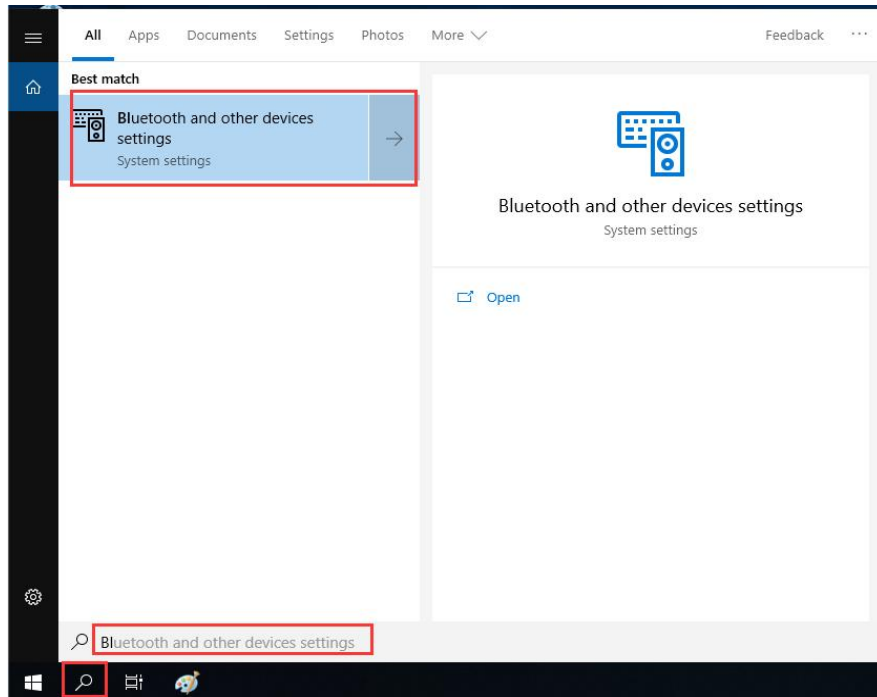 All Apps Documents Settings Photos More Feedback ...
Best match
Bluetooth and other devices
settings
System settings
Bluetooth and other devices settings
System settings
Open
Bluetooth and other devices settings